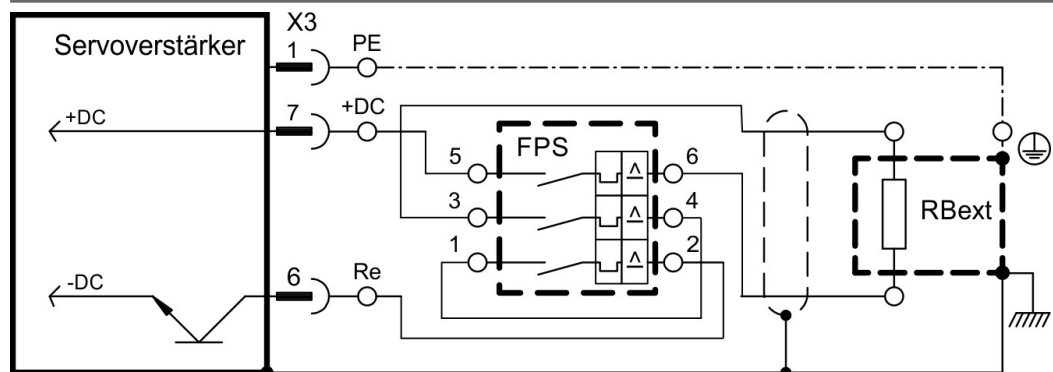 X3
Servoverstärker
1 PE
+DC
7 +DC
FPS
5 6
3 4
1 2
RBext
-DC
6 Re